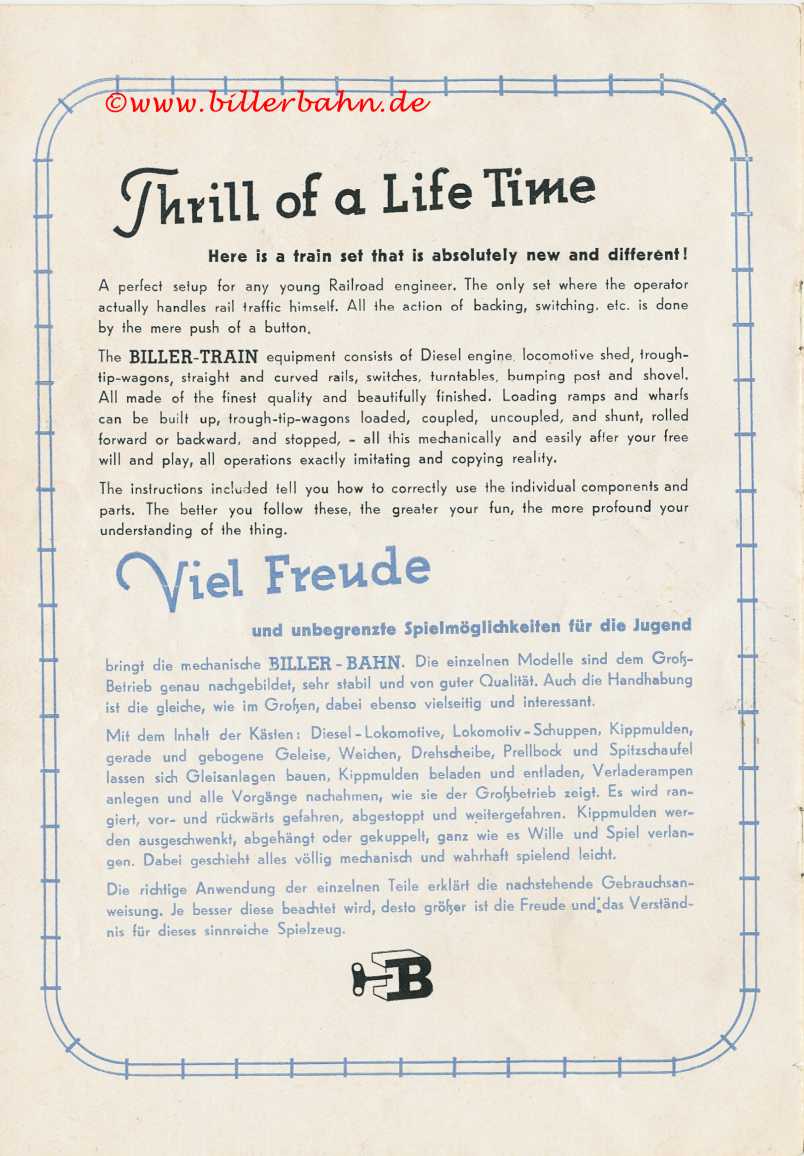 ©www.billerbahn.de
Thrill of a Life Time
Here is a train set that is absolutely new and different!
A perfect setup for any young Railroad engineer. The only set where the operator
actually handles rail traffic himself. All the action of backing, switching. etc. is done
by the mere push of a button.
The BILLER-TRAIN equipment consists of Diesel engine, locomotive shed, trough-
tip-wagons, straight and curved rails, switches, turntables, bumping post and shovel.
All made of the finest quality and beautifully finished. Loading ramps and wharfs
can be built up, trough-tip-wagons loaded, coupled, uncoupled, and shunt, rolled
forward or backward, and stopped, - all this mechanically and easily after your free
will and play, all operations exactly imitating and copying reality.
The instructions included tell you how to correctly use the individual components and
parts. The better you follow these, the greater your fun, the more profound your
understanding of the thing.
Viel Freude
und unbegrenzte Spielmöglichkeiten für die Jugend
bringt die mechanische BILLER-BAHN. Die einzelnen Modelle sind dem Groß-
Betrieb genau nachgebildet, sehr stabil und von guter Qualität. Auch die Handhabung
ist die gleiche, wie im Großen, dabei ebenso vielseitig und interessant.
Mit dem Inhalt der Kästen: Diesel-Lokomotive, Lokomotiv-Schuppen, Kippmulden,
gerade und gebogene Geleise, Weichen, Drehscheibe, Prellbock und Spitzschaufel
lassen sich Gleisanlagen bauen, Kippmulden beladen und entladen, Verladerampen
anlegen und alle Vorgänge nachahmen, wie sie der Großbetrieb zeigt. Es wird ran-
giert, vor- und rückwärts gefahren, abgestoppt und weitergefahren. Kippmulden wer-
den ausgeschwenkt, abgehängt oder gekuppelt, ganz wie es Wille und Spiel verlan-
gen. Dabei geschieht alles völlig mechanisch und wahrhaft spielend leicht.
Die richtige Anwendung der einzelnen Teile erklärt die nachstehende Gebrauchsan-
weisung. Je besser diese beachtet wird, desto größer ist die Freude und das Verständ-
nis für dieses sinnreiche Spielzeug.
B